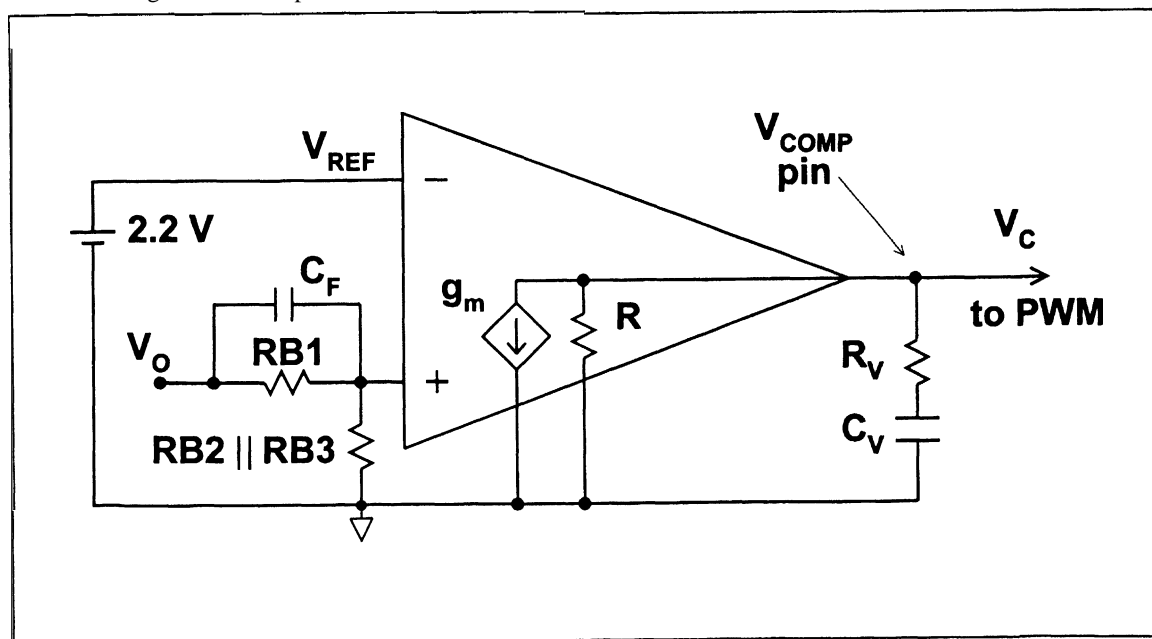 V_REF
2.2 V
C_F
V_O
RB1
RB2 || RB3
−
+
g_m
R
V_COMP
pin
V_C
to PWM
R_V
C_V